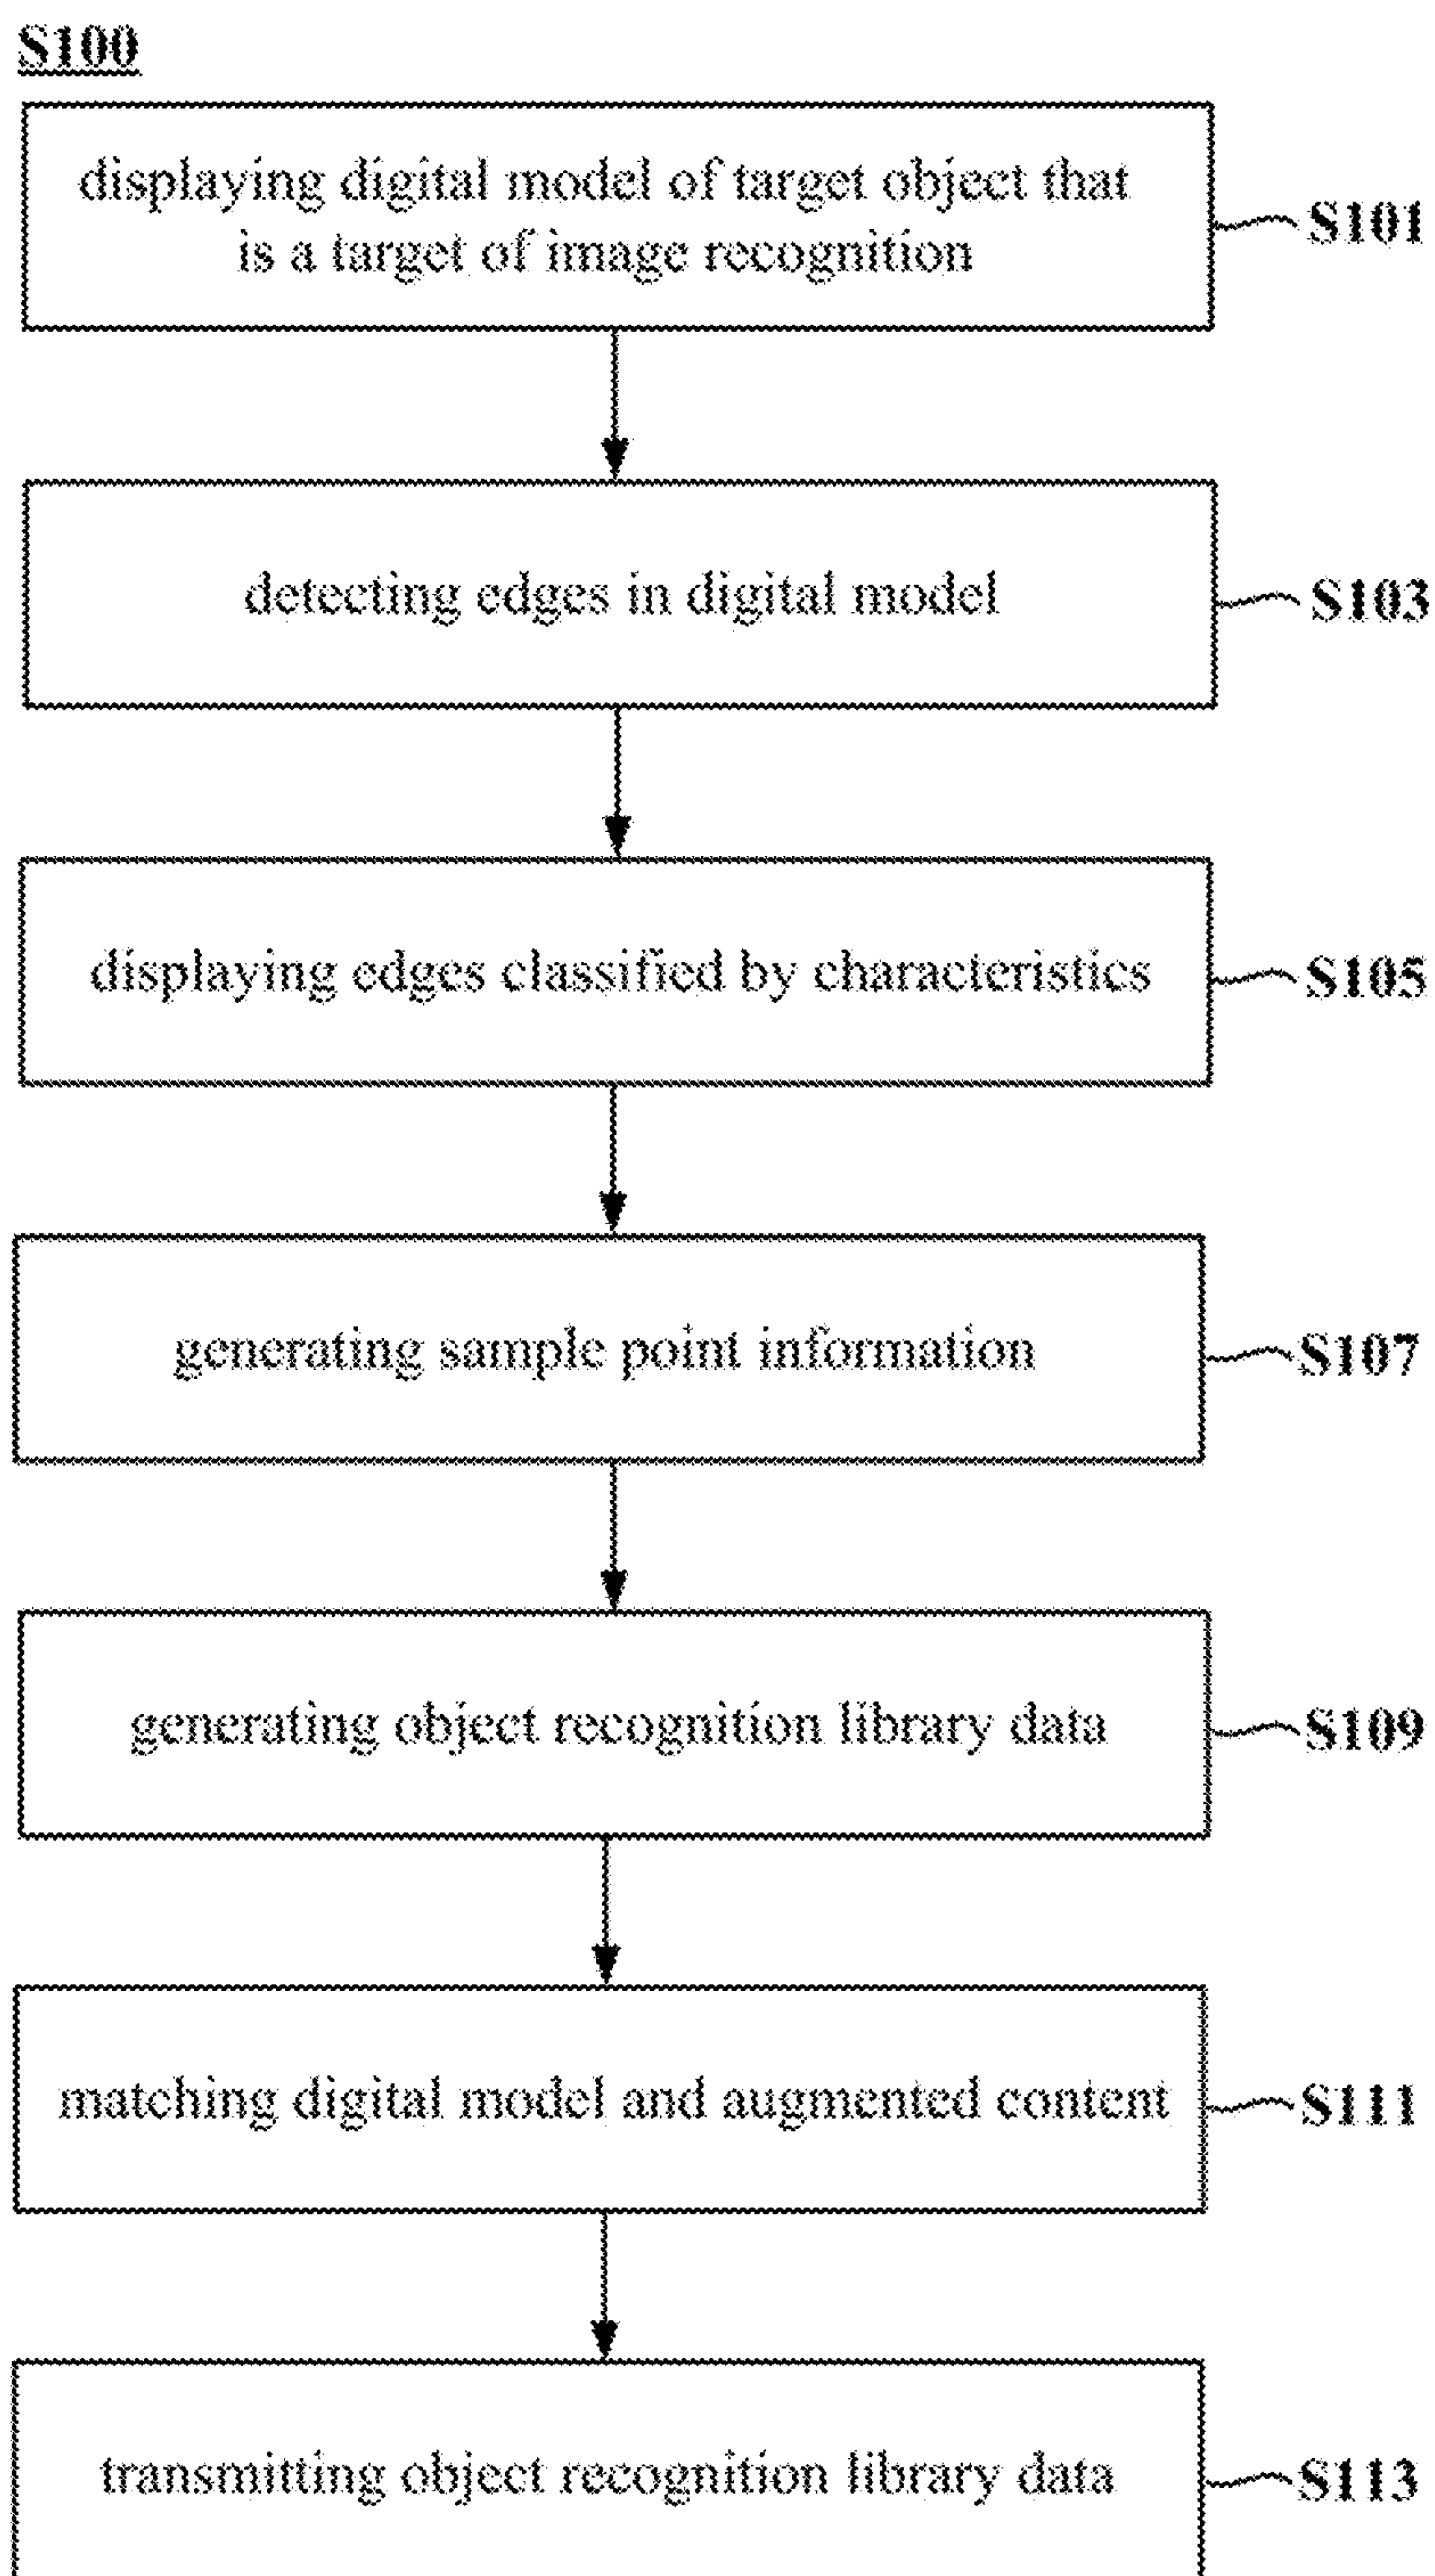 S100
displaying digital model of target object that
is a target of image recognition
S101
detecting edges in digital model
S103
displaying edges classified by characteristics
S105
generating sample point information
S107
generating object recognition library data
S109
matching digital model and augmented content
S111
transmitting object recognition library data
S113